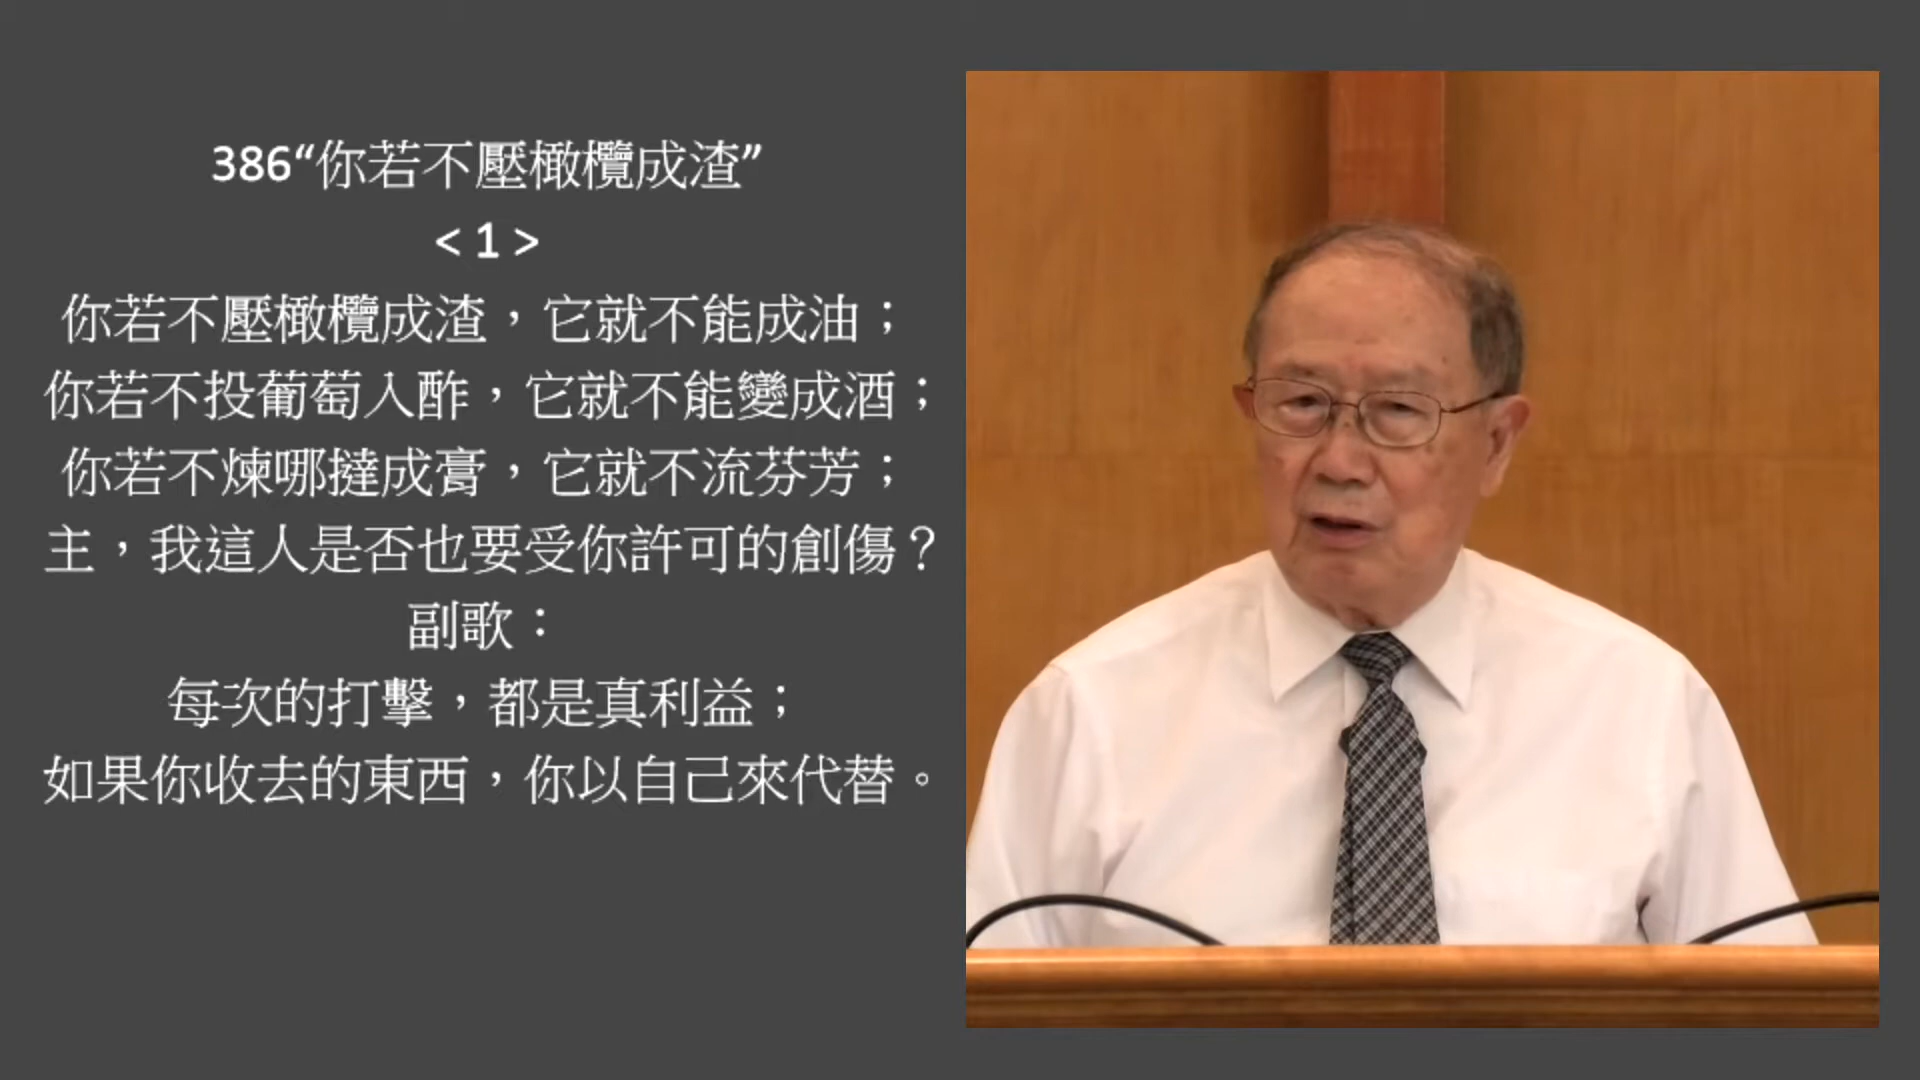 386“你若不壓橄欖成渣”
< 1 >
你若不壓橄欖成渣，它就不能成油；
你若不投葡萄入酢，它就不能變成酒；
你若不煉哪撻成膏，它就不流芬芳；
主，我這人是否也要受你許可的創傷？
副歌：
每次的打擊，都是真利益；
如果你收去的東西，你以自己來代替。